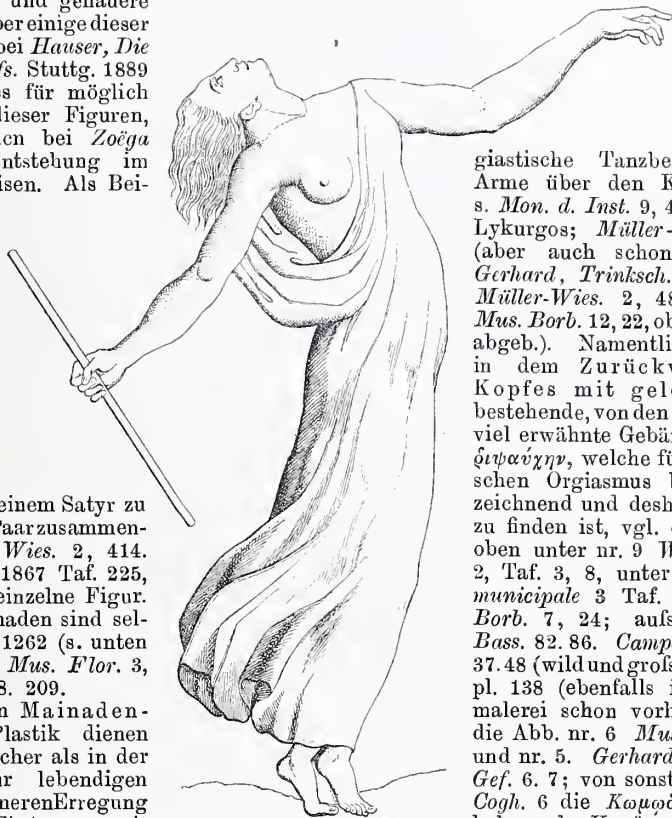 und genauere
ber einige dieser
bei Hauser, Die
fs. Stuttg. 1889
es für möglich
dieser Figuren,
bei Zoëga
ntstehung im
isen. Als Bei-
einem Satyr zu
Paarzusammen-
Wies. 2, 414.
1867 Taf. 225,
einzelne Figur.
naden sind sel-
1262 (s. unten
Mus. Flor. 3,
S. 209.
n Mainaden-
Plastik dienen
cher als in der
hr lebendigen
nerenErregung
giastische Tanzbe
Arme über den K
s. Mon. d. Inst. 9, 4
Lykurgos; Müller-
(aber auch schon
Gerhard, Trinksch.
Müller-Wies. 2, 48
Mus. Borb. 12, 22, ob
abgeb.). Namentli
in dem Zurückw
Kopfes mit gel
bestehende, von den
viel erwähnte Gebä
ῥιψαύχην, welche fü
schen Orgiasmus
zeichnend und desh
zu finden ist, vgl.
oben unter nr. 9 W
2, Taf. 3, 8, unter
municipale 3 Taf.
Borb. 7, 24; aufs
Bass. 82. 86. Camp
37. 48 (wild und groſs
pl. 138 (ebenfalls i
malerei schon vorh
die Abb. nr. 6 Mus
und nr. 5. Gerhard
Gef. 6. 7; von sonst
Cogh. 6 die Κωμῳδ